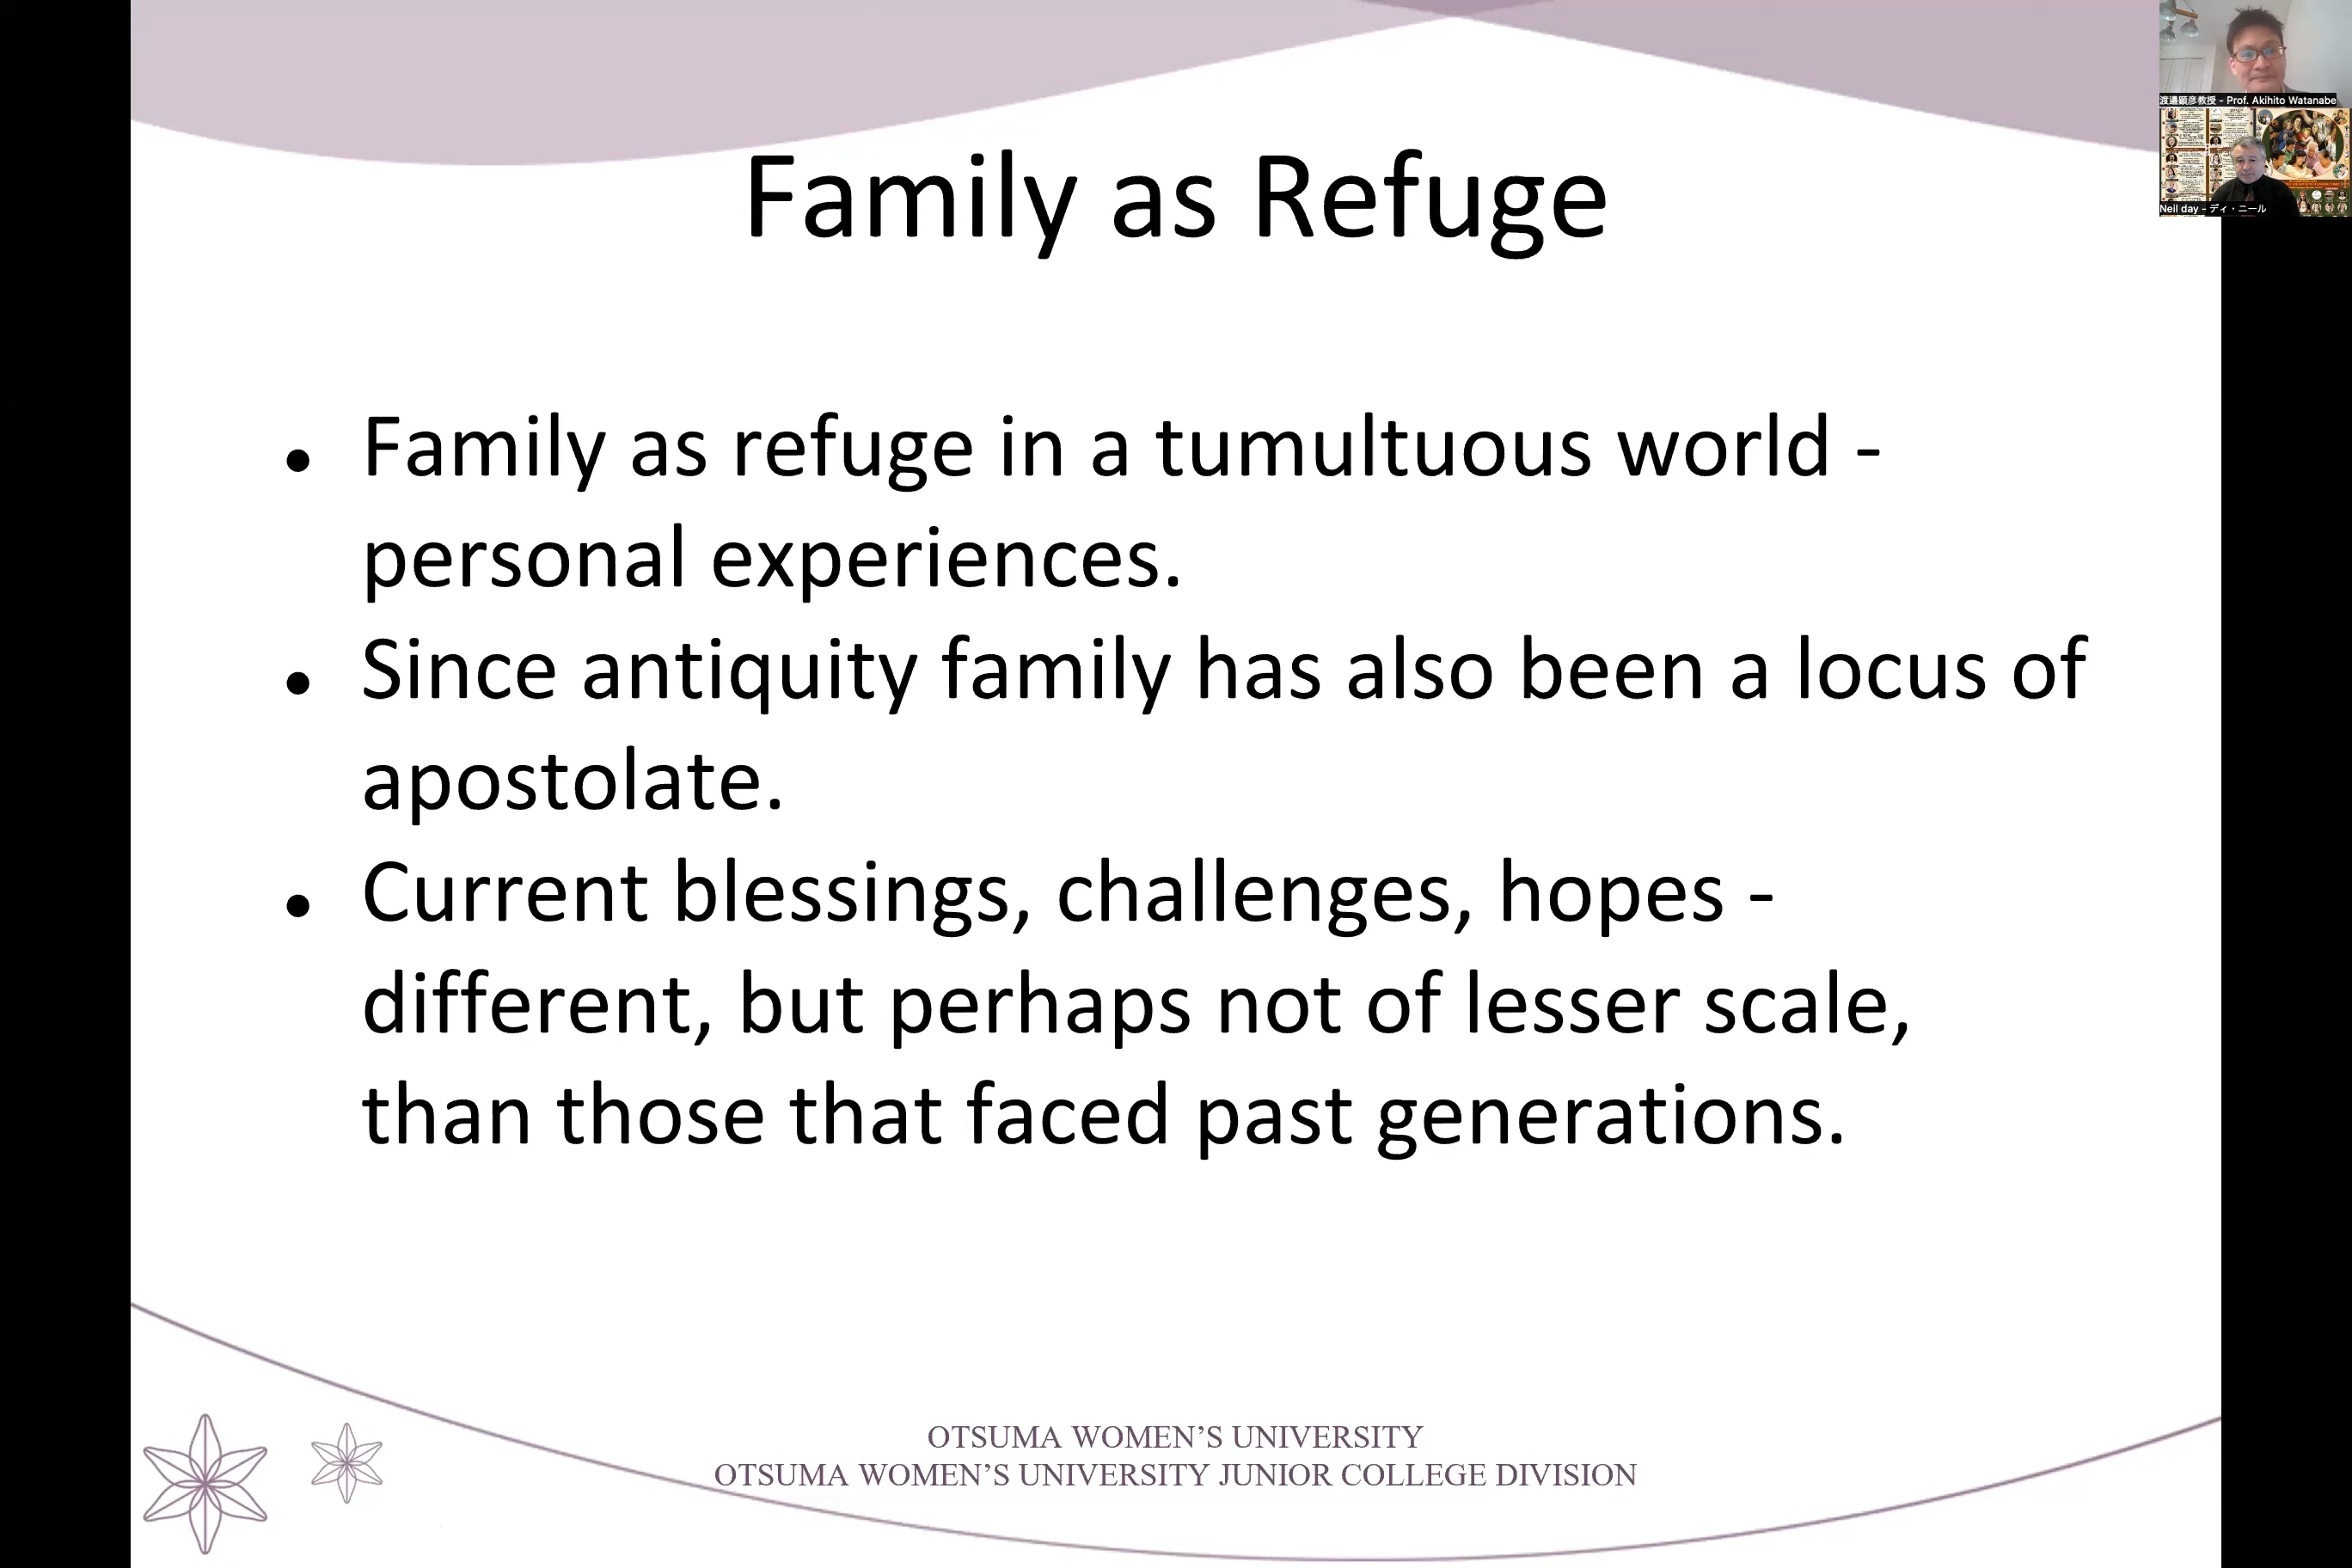 Family as Refuge
• Family as refuge in a tumultuous world -
personal experiences.
• Since antiquity family has also been a locus of
apostolate.
• Current blessings, challenges, hopes -
different, but perhaps not of lesser scale,
than those that faced past generations.
OTSUMA WOMEN’S UNIVERSITY
OTSUMA WOMEN’S UNIVERSITY JUNIOR COLLEGE DIVISION
渡邉顕彦教授 - Prof. Akihito Watanabe
Neil day - ディ・ニール